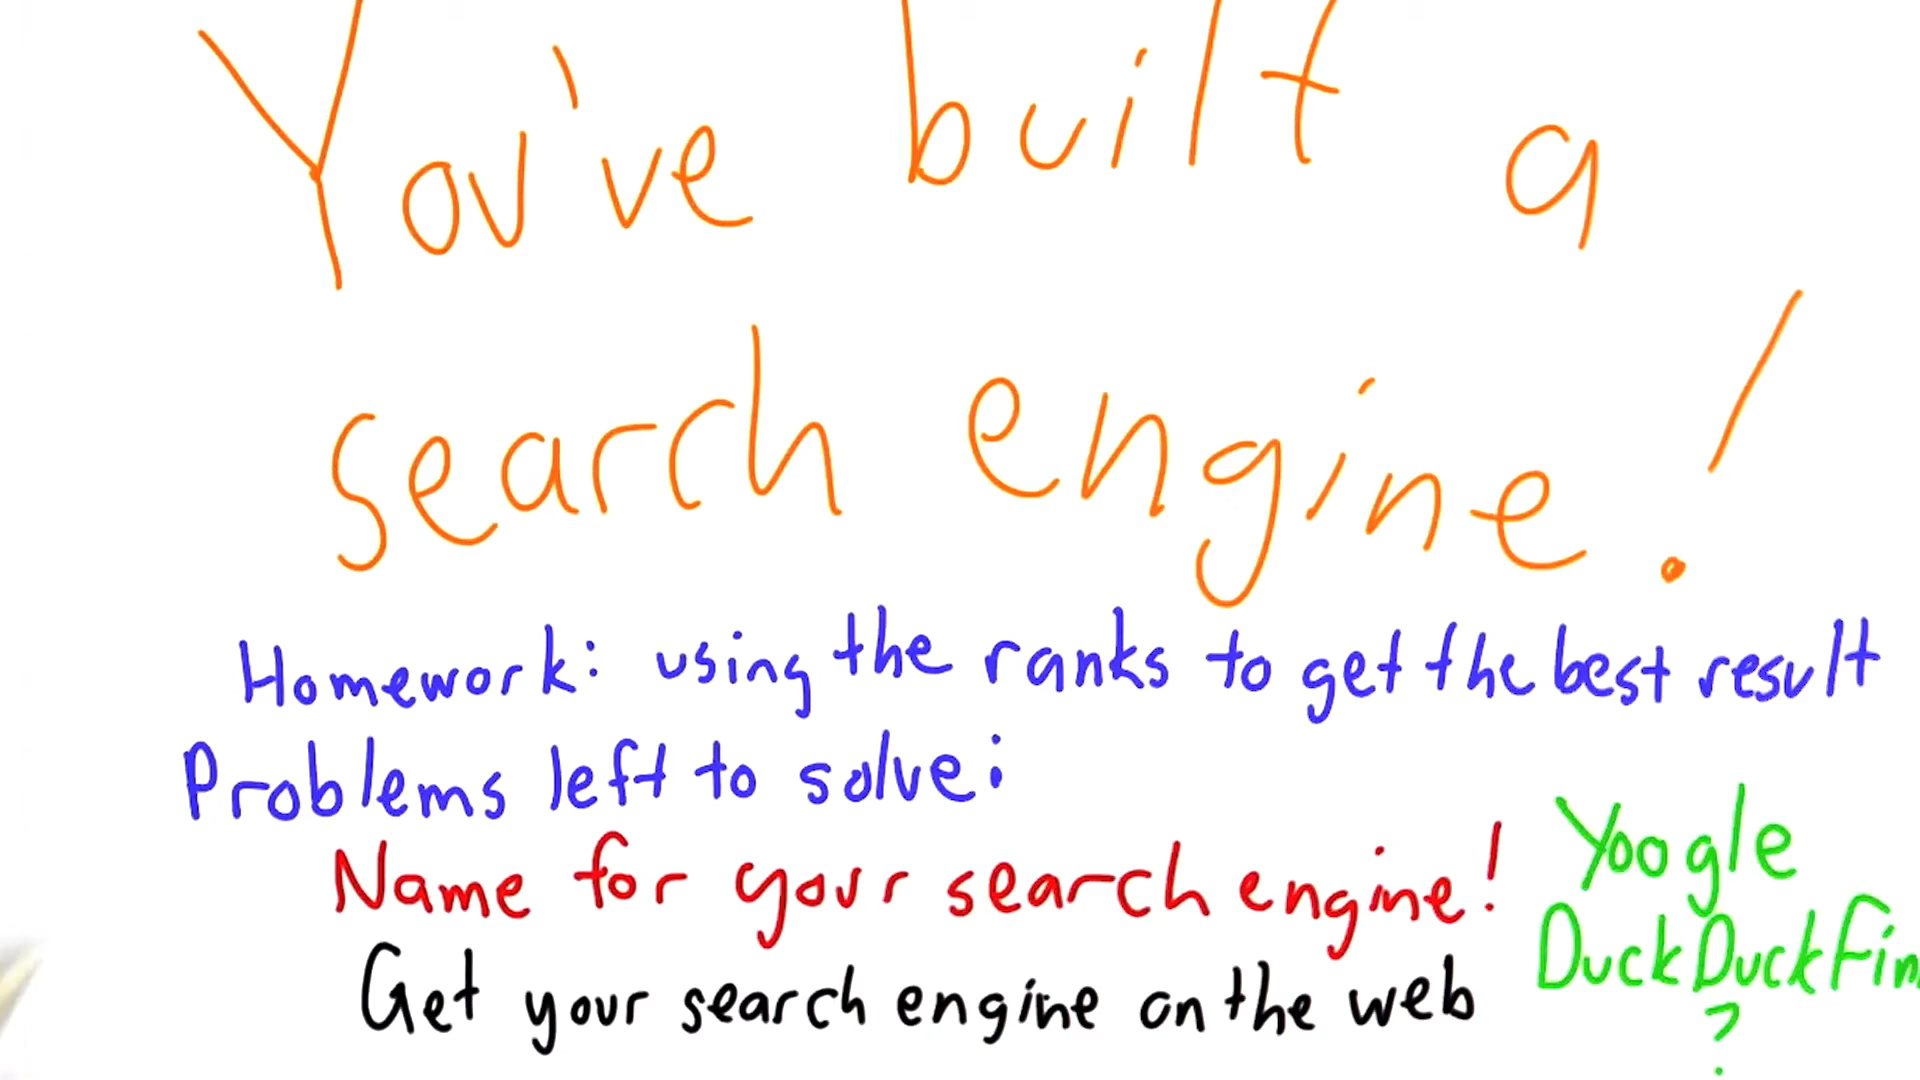 You've built a
search engine!
Homework: using the ranks to get the best result
Problems left to solve:
Name for your search engine!
Yoogle
DuckDuckFin
?
Get your search engine on the web